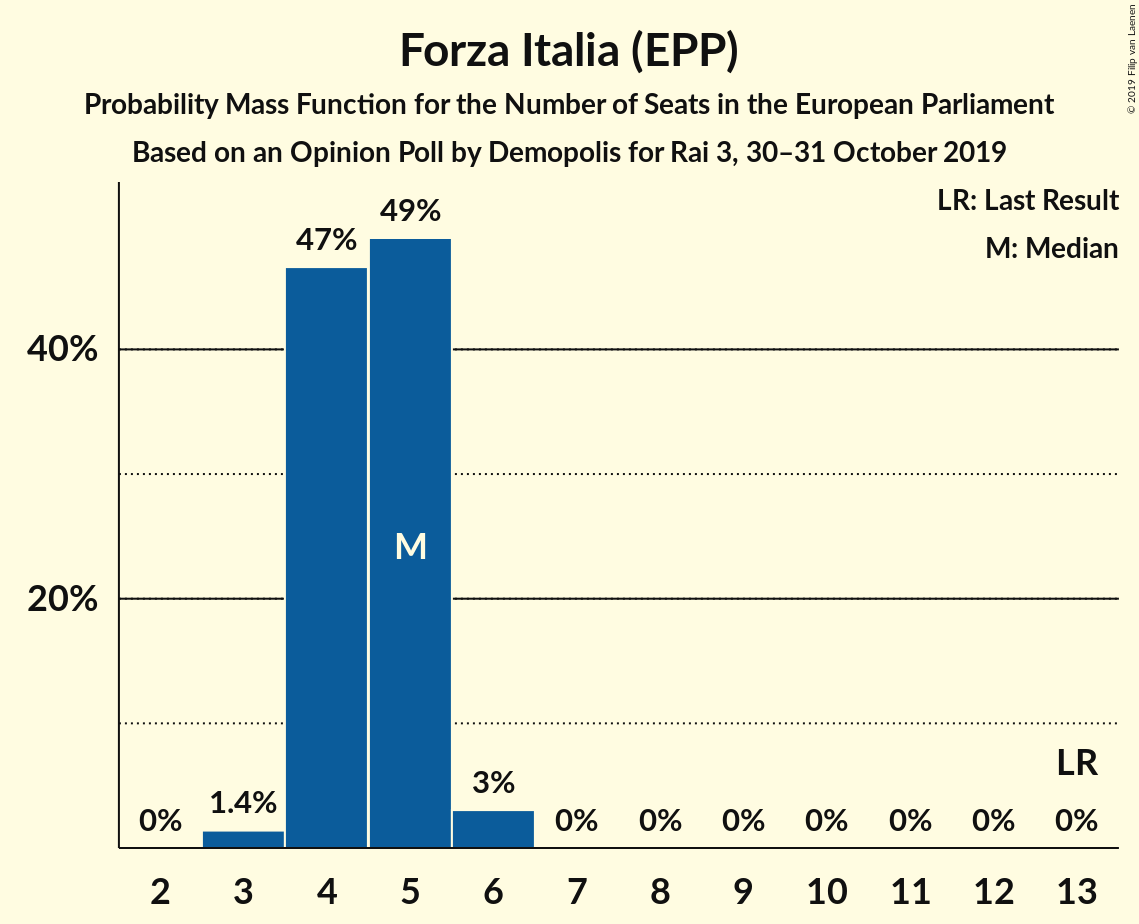 Forza Italia (EPP)
Probability Mass Function for the Number of Seats in the European Parliament
Based on an Opinion Poll by Demopolis for Rai 3, 30–31 October 2019
© 2019 Filip van Laenen
LR: Last Result
M: Median
49%
47%
40%
M
20%
LR
3%
1.4%
0% 0% 0% 0% 0% 0% 0% 0%
2 3 4 5 6 7 8 9 10 11 12 13